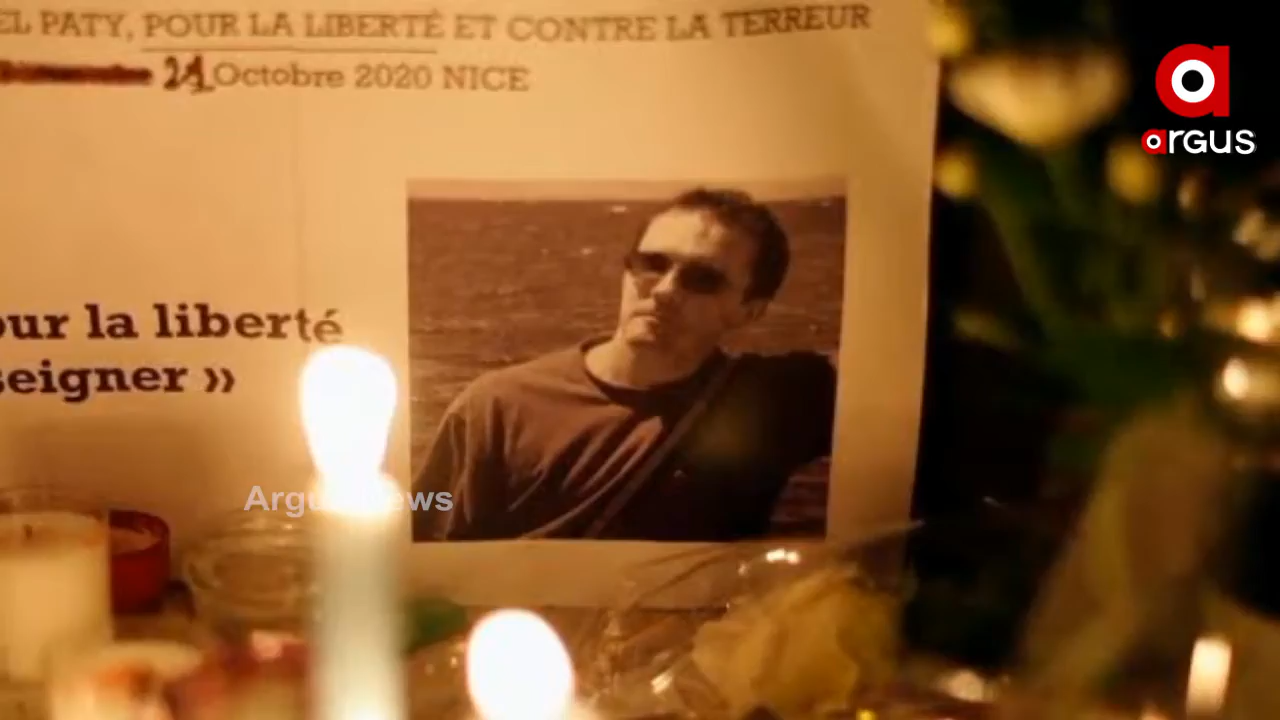 EL PATY, POUR LA LIBERTÉ ET CONTRE LA TERREUR
21 Octobre 2020 NICE
our la liberté
seigner »
argus
Argus News